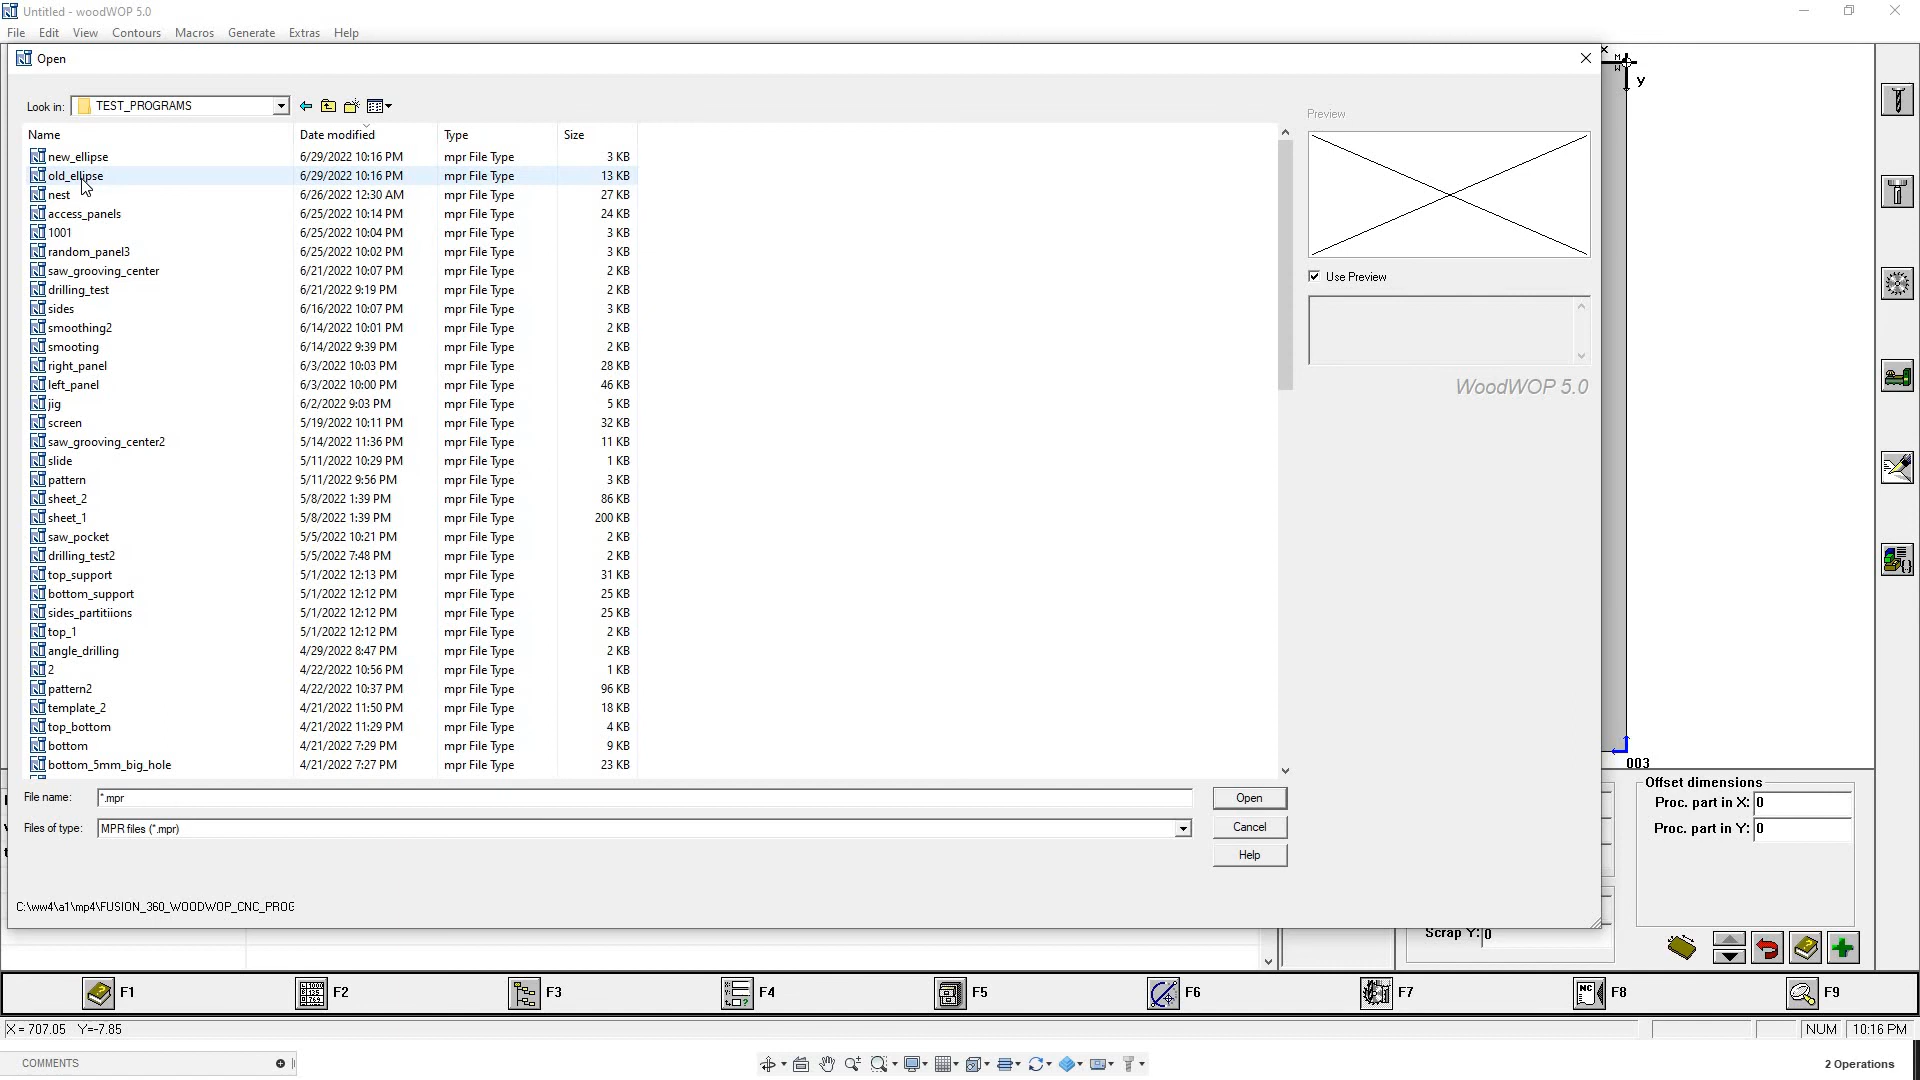 Untitled - woodWOP 5.0
File Edit View Contours Macros Generate Extras Help
Open
Look in: TEST_PROGRAMS
Name Date modified Type Size
new_ellipse 6/29/2022 10:16 PM mpr File Type 3 KB
old_ellipse 6/29/2022 10:16 PM mpr File Type 13 KB
nest 6/26/2022 12:30 AM mpr File Type 27 KB
access_panels 6/25/2022 10:14 PM mpr File Type 24 KB
1001 6/25/2022 10:04 PM mpr File Type 3 KB
random_panel3 6/25/2022 10:02 PM mpr File Type 3 KB
saw_grooving_center 6/21/2022 10:07 PM mpr File Type 2 KB
drilling_test 6/21/2022 9:19 PM mpr File Type 2 KB
sides 6/16/2022 10:07 PM mpr File Type 3 KB
smoothing2 6/14/2022 10:01 PM mpr File Type 2 KB
smooting 6/14/2022 9:39 PM mpr File Type 2 KB
right_panel 6/3/2022 10:03 PM mpr File Type 28 KB
left_panel 6/3/2022 10:00 PM mpr File Type 46 KB
jig 6/2/2022 9:03 PM mpr File Type 5 KB
screen 5/19/2022 10:11 PM mpr File Type 32 KB
saw_grooving_center2 5/14/2022 11:36 PM mpr File Type 11 KB
slide 5/11/2022 10:29 PM mpr File Type 1 KB
pattern 5/11/2022 9:56 PM mpr File Type 3 KB
sheet_2 5/8/2022 1:39 PM mpr File Type 86 KB
sheet_1 5/8/2022 1:39 PM mpr File Type 200 KB
saw_pocket 5/5/2022 10:21 PM mpr File Type 2 KB
drilling_test2 5/5/2022 7:48 PM mpr File Type 2 KB
top_support 5/1/2022 12:13 PM mpr File Type 31 KB
bottom_support 5/1/2022 12:12 PM mpr File Type 25 KB
sides_partitiions 5/1/2022 12:12 PM mpr File Type 25 KB
top_1 5/1/2022 12:12 PM mpr File Type 2 KB
angle_drilling 4/29/2022 8:47 PM mpr File Type 2 KB
2 4/22/2022 10:56 PM mpr File Type 1 KB
pattern2 4/22/2022 10:37 PM mpr File Type 96 KB
template_2 4/21/2022 11:50 PM mpr File Type 18 KB
top_bottom 4/21/2022 11:29 PM mpr File Type 4 KB
bottom 4/21/2022 7:29 PM mpr File Type 9 KB
bottom_5mm_big_hole 4/21/2022 7:27 PM mpr File Type 23 KB
Preview
Use Preview
WoodWOP 5.0
File name: *.mpr
Open
Files of type: MPR files (*.mpr)
Cancel
Help
C:\ww4\a1\mp4\FUSION_360_WOODWOP_CNC_PROG
x
y
003
Offset dimensions
Proc. part in X: 0
Proc. part in Y: 0
Scrap Y: 0
F1 F2 F3 F4 F5 F6 F7 NC F8 F9
X = 707.05 Y=-7.85
NUM 10:16 PM
COMMENTS
2 Operations